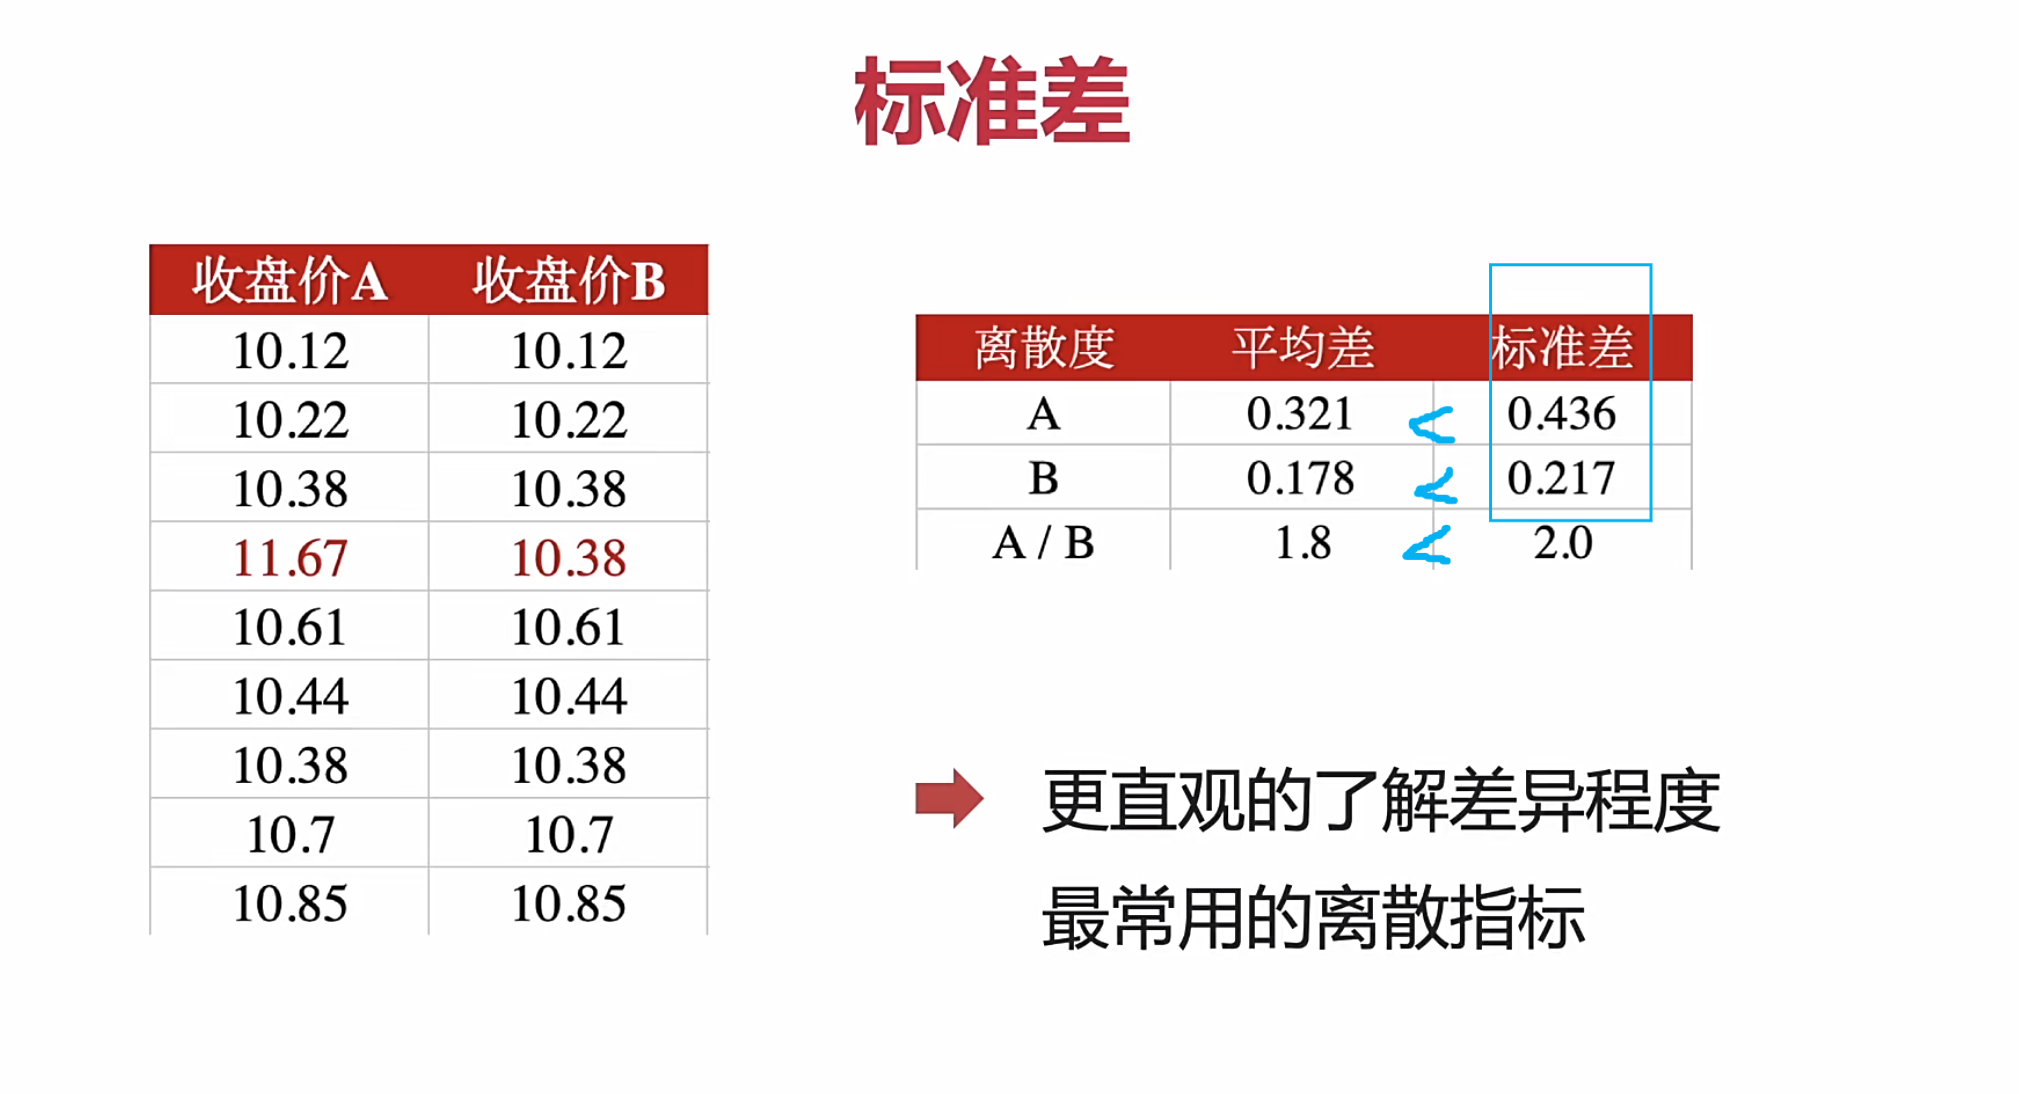 标准差
收盘价A 收盘价B
10.12 10.12
10.22 10.22
10.38 10.38
11.67 10.38
10.61 10.61
10.44 10.44
10.38 10.38
10.7 10.7
10.85 10.85
离散度 平均差 标准差
A 0.321 < 0.436
B 0.178 < 0.217
A / B 1.8 < 2.0
更直观的了解差异程度
最常用的离散指标